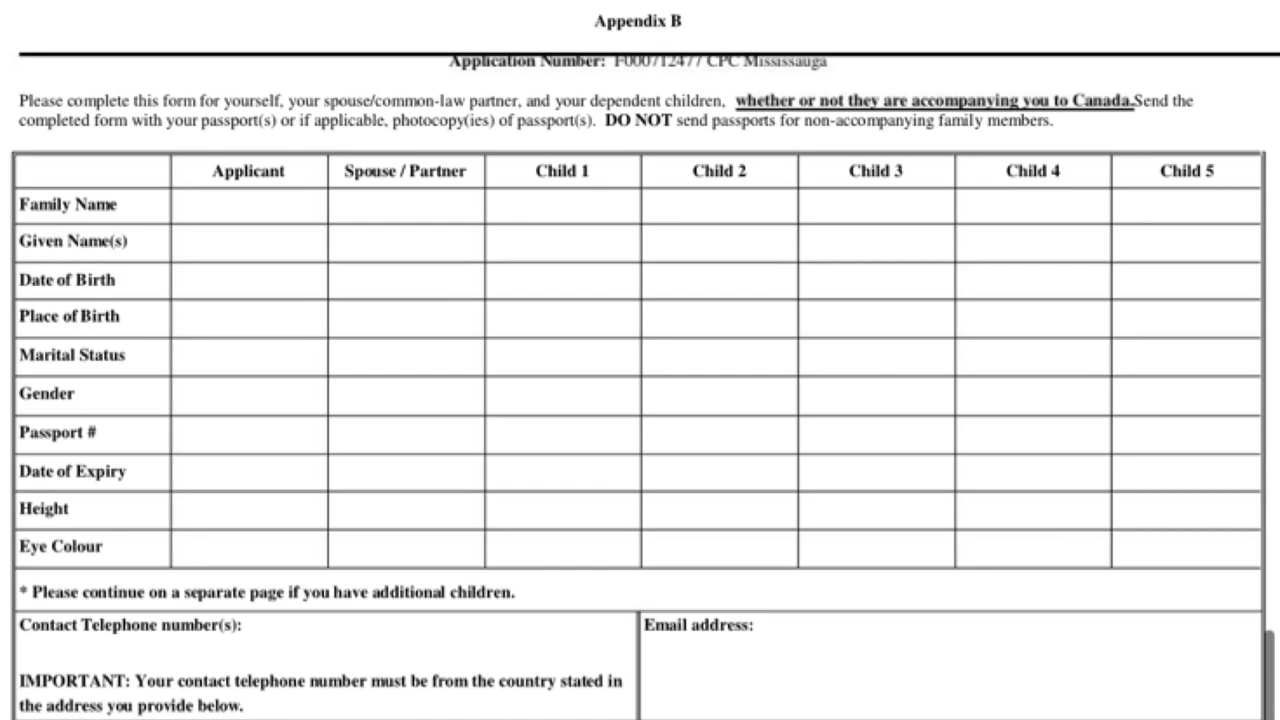 Appendix B
Application Number: F000712477 CPC Mississauga
Please complete this form for yourself, your spouse/common-law partner, and your dependent children, whether or not they are accompanying you to Canada.Send the
completed form with your passport(s) or if applicable, photocopy(ies) of passport(s). DO NOT send passports for non-accompanying family members.
Applicant Spouse / Partner Child 1 Child 2 Child 3 Child 4 Child 5
Family Name
Given Name(s)
Date of Birth
Place of Birth
Marital Status
Gender
Passport #
Date of Expiry
Height
Eye Colour
* Please continue on a separate page if you have additional children.
Contact Telephone number(s): Email address:
IMPORTANT: Your contact telephone number must be from the country stated in
the address you provide below.